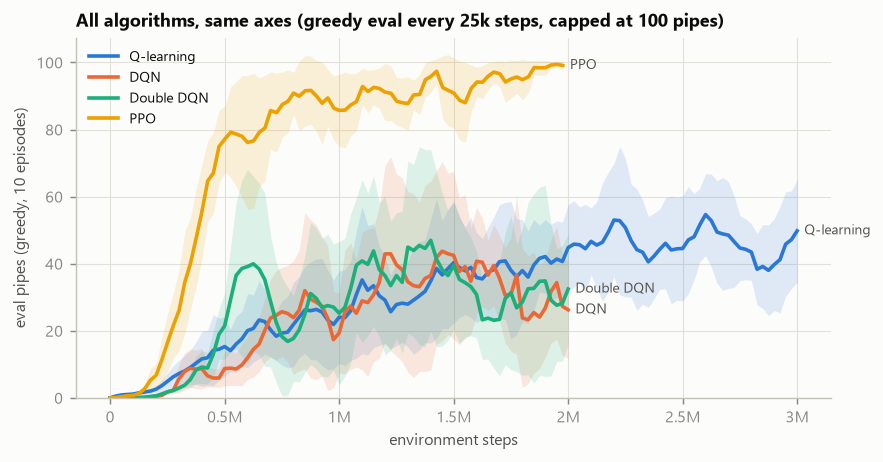 All algorithms, same axes (greedy eval every 25k steps, capped at 100 pipes)
Q-learning
DQN
Double DQN
PPO
eval pipes (greedy, 10 episodes)
100
80
60
40
20
0
PPO
Q-learning
Double DQN
DQN
0
0.5M
1M
1.5M
2M
2.5M
3M
environment steps